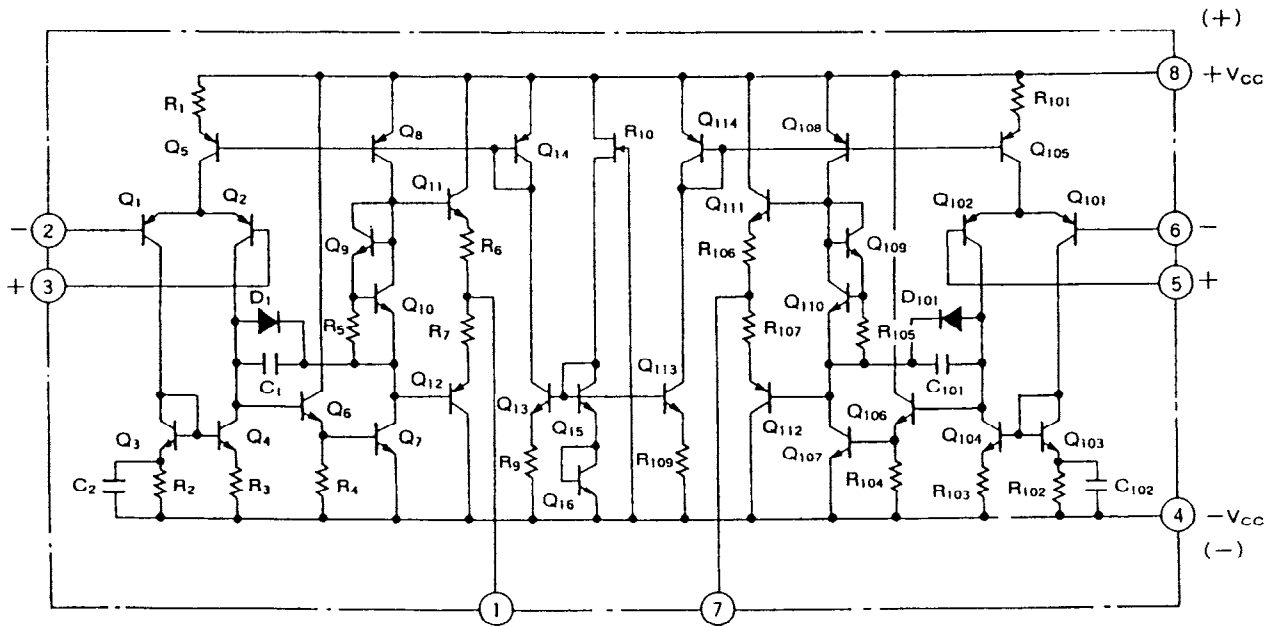 (+)
8 +VCC
R1 R101
Q5 Q8 Q14 R10 Q114 Q108 Q105
Q1 Q2 Q11 Q111 Q102 Q101
− 2 6 −
Q9 R6 R106 Q109
+ 3 5 +
D1 Q10 Q110 D101
R5 R7 R107 R105
C1 Q12 Q13 Q113 C101
Q3 Q4 Q6 Q7 Q15 Q112 Q106 Q104 Q103
Q107
C2 R2 R3 R4 R9 Q16 R109 R104 R103 R102 C102
4 −VCC
(−)
1 7